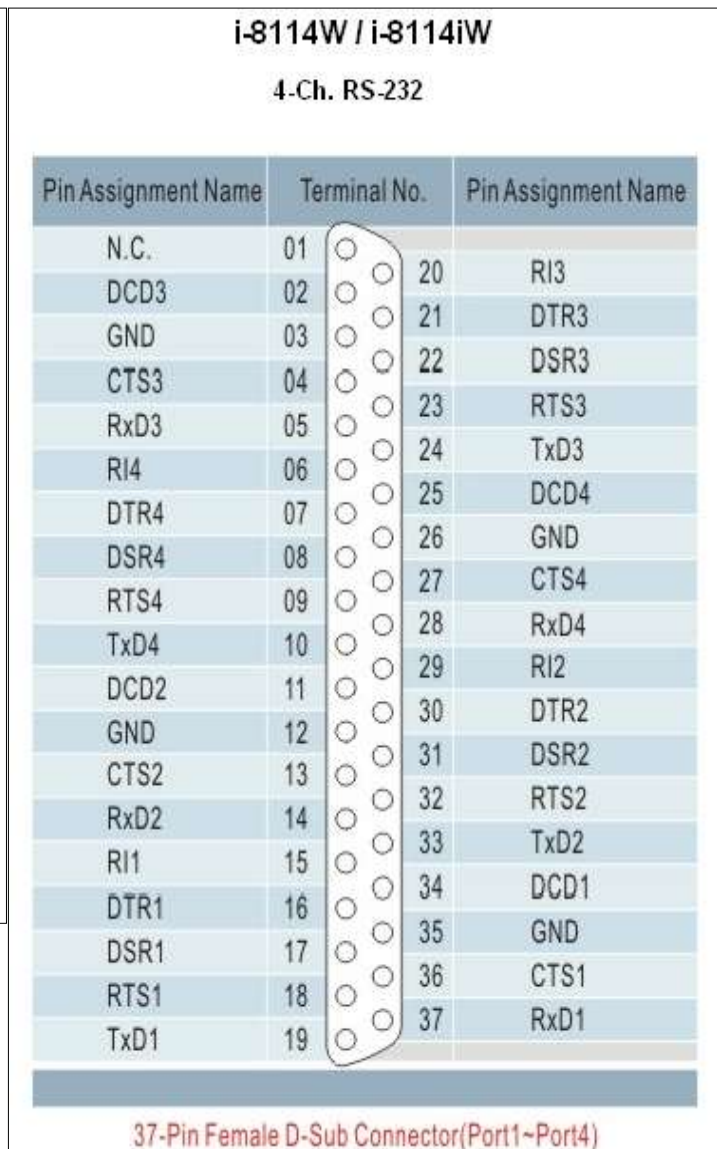 i-8114W / i-8114iW
4-Ch. RS-232
Pin Assignment Name Terminal No. Pin Assignment Name
N.C. 01
20 RI3
DCD3 02
21 DTR3
GND 03
22 DSR3
CTS3 04
23 RTS3
RxD3 05
24 TxD3
RI4 06
25 DCD4
DTR4 07
26 GND
DSR4 08
27 CTS4
RTS4 09
28 RxD4
TxD4 10
29 RI2
DCD2 11
30 DTR2
GND 12
31 DSR2
CTS2 13
32 RTS2
RxD2 14
33 TxD2
RI1 15
34 DCD1
DTR1 16
35 GND
DSR1 17
36 CTS1
RTS1 18
37 RxD1
TxD1 19
37-Pin Female D-Sub Connector(Port1~Port4)